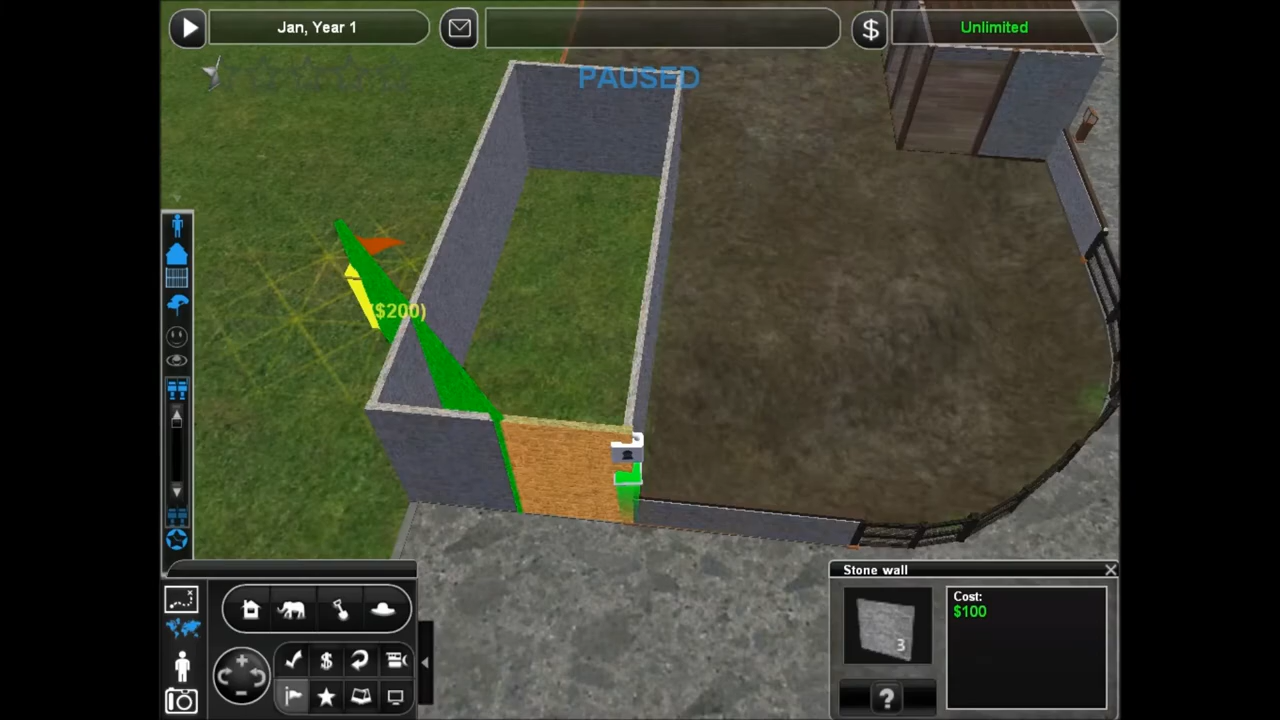 Jan, Year 1
$
Unlimited
PAUSED
($200)
Stone wall
Cost:
$100
3
?
$